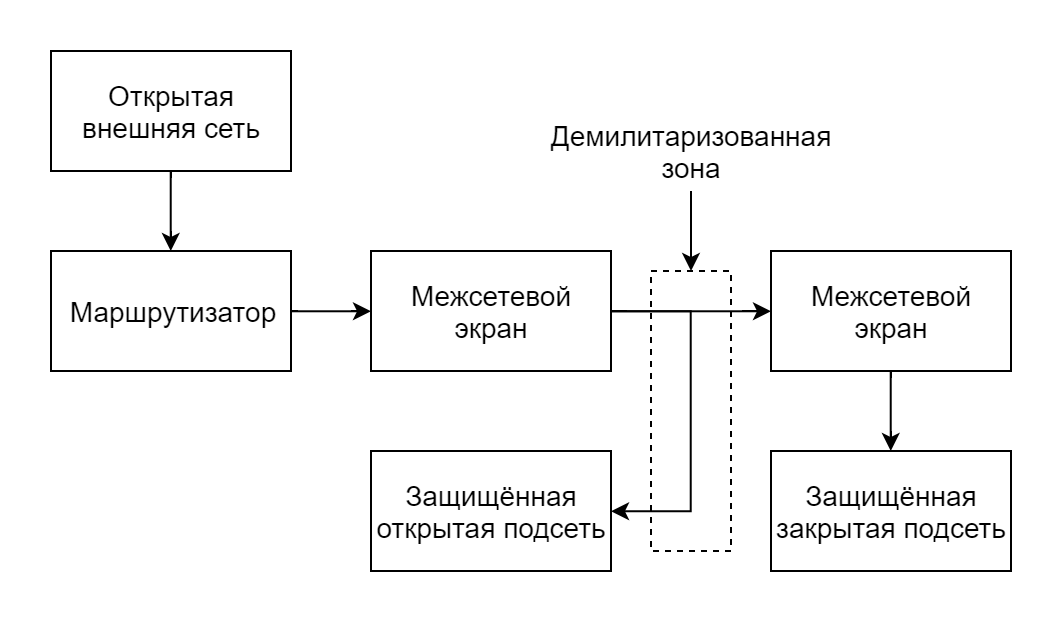 Открытая
внешняя сеть
Демилитаризованная
зона
Маршрутизатор
Межсетевой
экран
Межсетевой
экран
Защищённая
открытая подсеть
Защищённая
закрытая подсеть